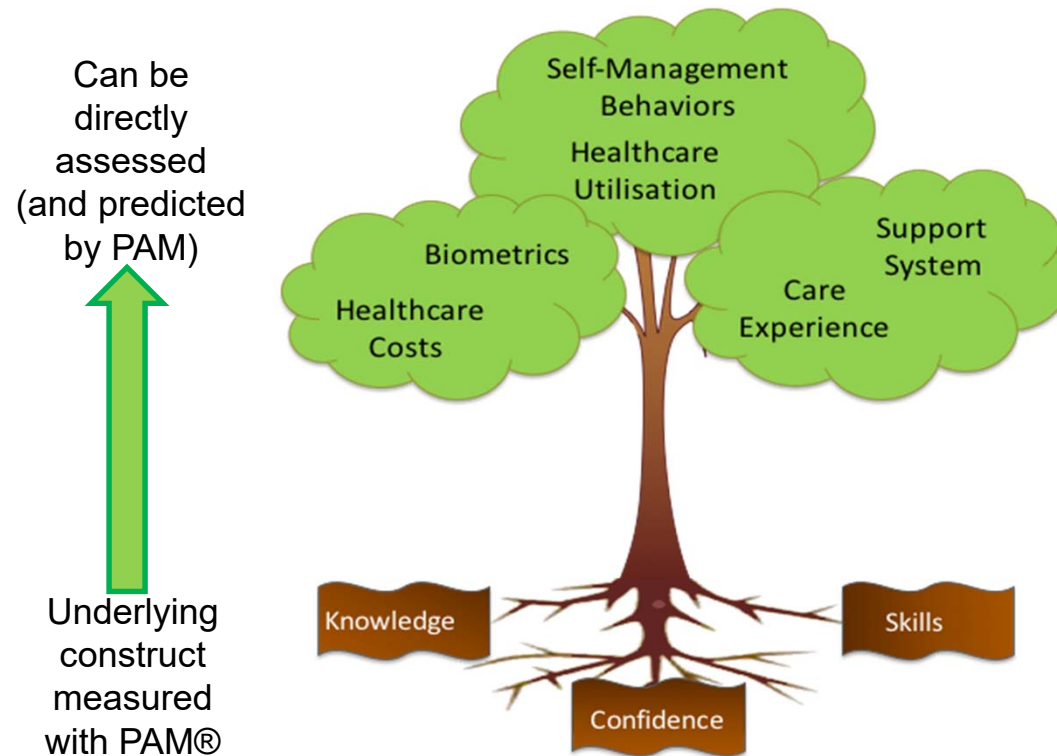 Can be
directly
assessed
(and predicted
by PAM)
Underlying
construct
measured
with PAM®
Self-Management
Behaviors
Healthcare
Utilisation
Biometrics
Healthcare
Costs
Support
System
Care
Experience
Knowledge
Skills
Confidence